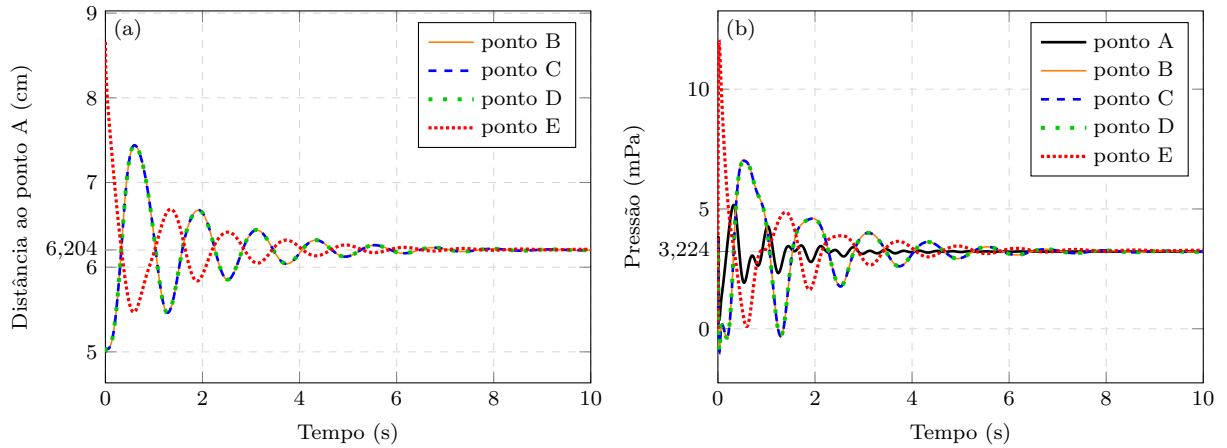 (a)
ponto B
ponto C
ponto D
ponto E
9
8
7
6,204
6
5
0
2
4
6
8
10
Distância ao ponto A (cm)
Tempo (s)
(b)
ponto A
ponto B
ponto C
ponto D
ponto E
10
5
3,224
0
0
2
4
6
8
10
Pressão (mPa)
Tempo (s)